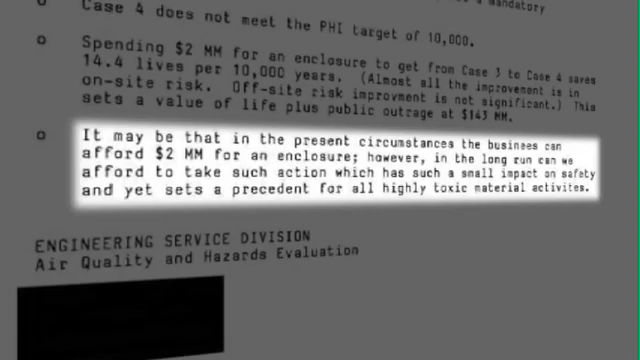 mandatory
o Case 4 does not meet the PHI target of 10,000.
o Spending $2 MM for an enclosure to get from Case 3 to Case 4 saves
14.4 lives per 10,000 years. (Almost all the improvement is in
on-site risk. Off-site risk improvment is not significant.) This
sets a value of life plus public outrage at $143 MM.
o It may be that in the present circumstances the businees can
afford $2 MM for an enclosure; however, in the long run can we
afford to take such action which has such a small impact on safety
and yet sets a precedent for all highly toxic material activites.
ENGINEERING SERVICE DIVISION
Air Quality and Hazards Evaluation